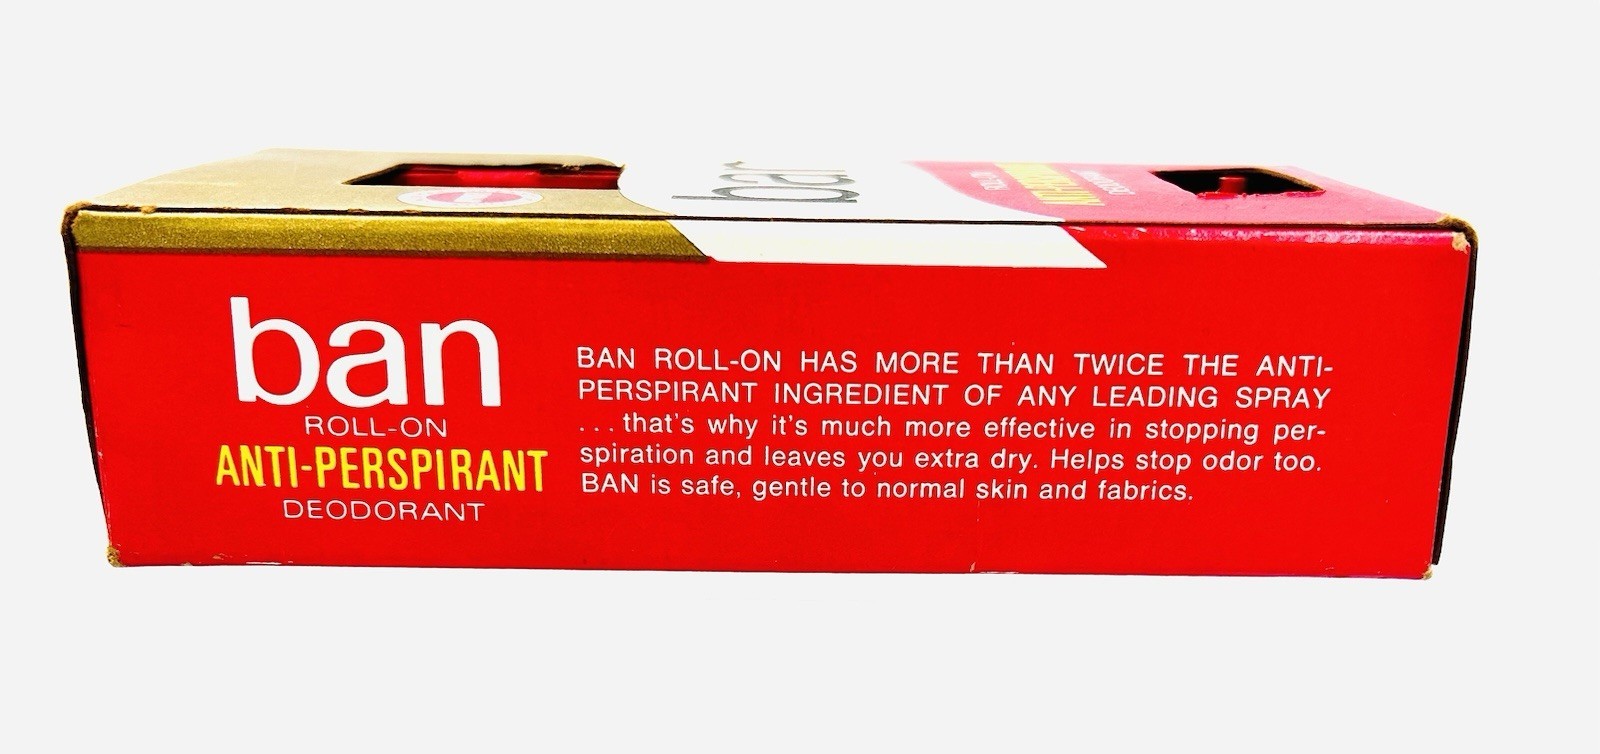 ban
ban
ROLL-ON
ANTI-PERSPIRANT
DEODORANT
BAN ROLL-ON HAS MORE THAN TWICE THE ANTI-
PERSPIRANT INGREDIENT OF ANY LEADING SPRAY
...that's why it's much more effective in stopping per-
spiration and leaves you extra dry. Helps stop odor too.
BAN is safe, gentle to normal skin and fabrics.